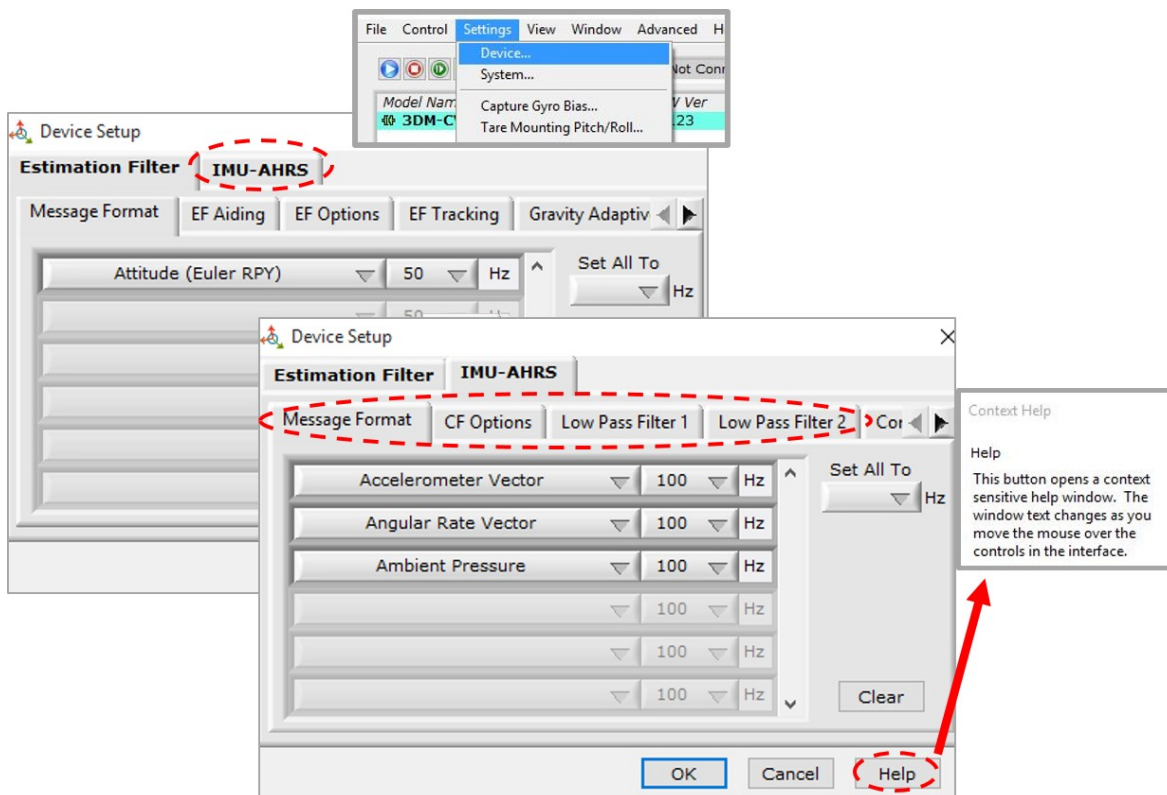 File Control Settings View Window Advanced H
Device...
System...
Not Conn
Model Nam
W Ver
3DM-C
123
Capture Gyro Bias...
Tare Mounting Pitch/Roll...
Device Setup
Estimation Filter IMU-AHRS
Message Format EF Aiding EF Options EF Tracking Gravity Adaptiv
Attitude (Euler RPY) 50 Hz
Set All To
Hz
50
Device Setup
Estimation Filter IMU-AHRS
Message Format CF Options Low Pass Filter 1 Low Pass Filter 2 Cor
Accelerometer Vector 100 Hz
Set All To
Hz
Angular Rate Vector 100 Hz
Ambient Pressure 100 Hz
100 Hz
100 Hz
100 Hz
Clear
OK Cancel Help
Context Help
Help
This button opens a context
sensitive help window. The
window text changes as you
move the mouse over the
controls in the interface.